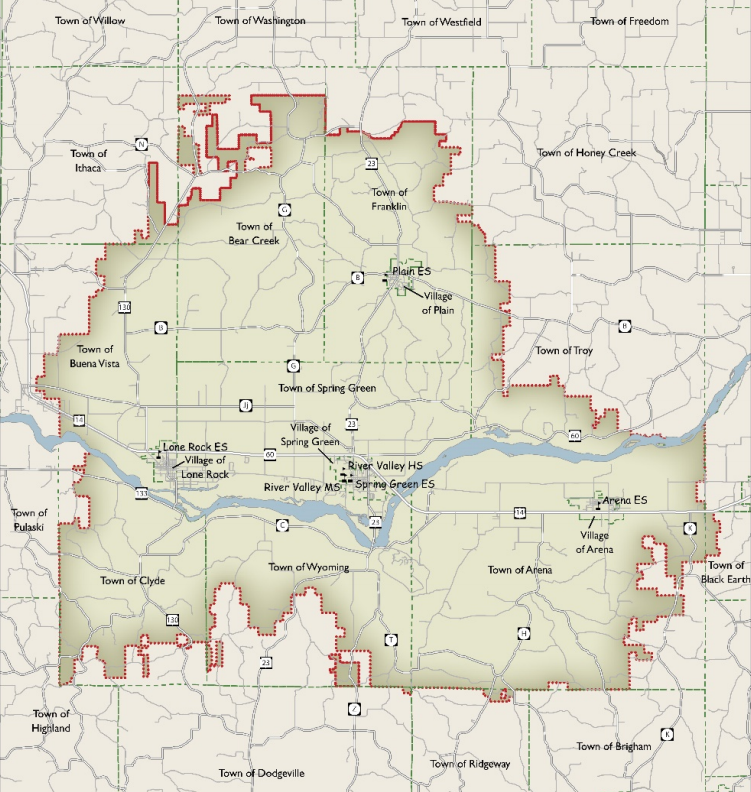 Town of Willow
Town of Washington
Town of Westfield
Town of Freedom
N
Town of
Ithaca
23
Town of Honey Creek
Town of
Franklin
G
Town of
Bear Creek
B
Plain ES
Village
of Plain
130
B
B
Town of
Buena Vista
Town of Troy
G
Town of Spring Green
JJ
14
23
Village of
Spring Green
60
Lone Rock ES
Village of
Lone Rock
60
River Valley HS
River Valley MS
Spring Green ES
133
Arena ES
Town of
Pulaski
C
23
14
K
Village
of Arena
Town of Clyde
Town of Wyoming
Town of Arena
Town of
Black Earth
130
T
H
23
Z
Town of
Highland
K
Town of Brigham
Town of Dodgeville
Town of Ridgeway